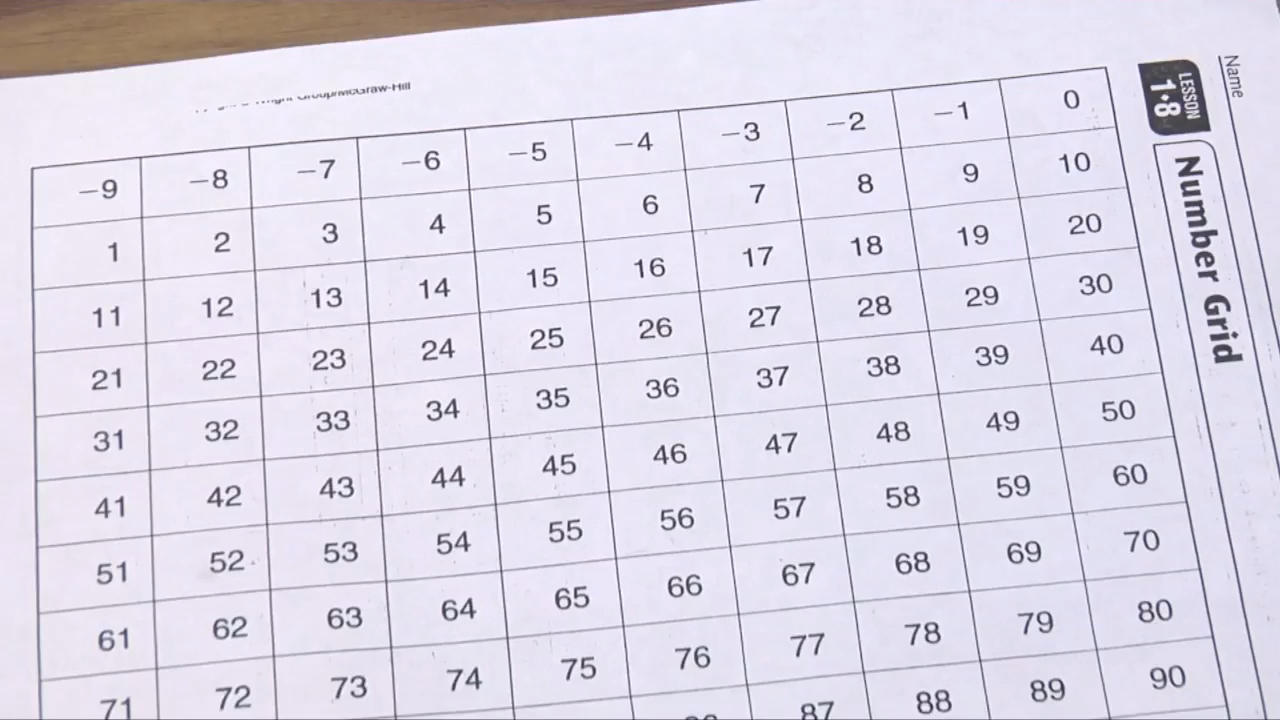 Name
LESSON
1·8
Number Grid
Group/McGraw-Hill
−9 −8 −7 −6 −5 −4 −3 −2 −1 0
1 2 3 4 5 6 7 8 9 10
11 12 13 14 15 16 17 18 19 20
21 22 23 24 25 26 27 28 29 30
31 32 33 34 35 36 37 38 39 40
41 42 43 44 45 46 47 48 49 50
51 52 53 54 55 56 57 58 59 60
61 62 63 64 65 66 67 68 69 70
71 72 73 74 75 76 77 78 79 80
87 88 89 90